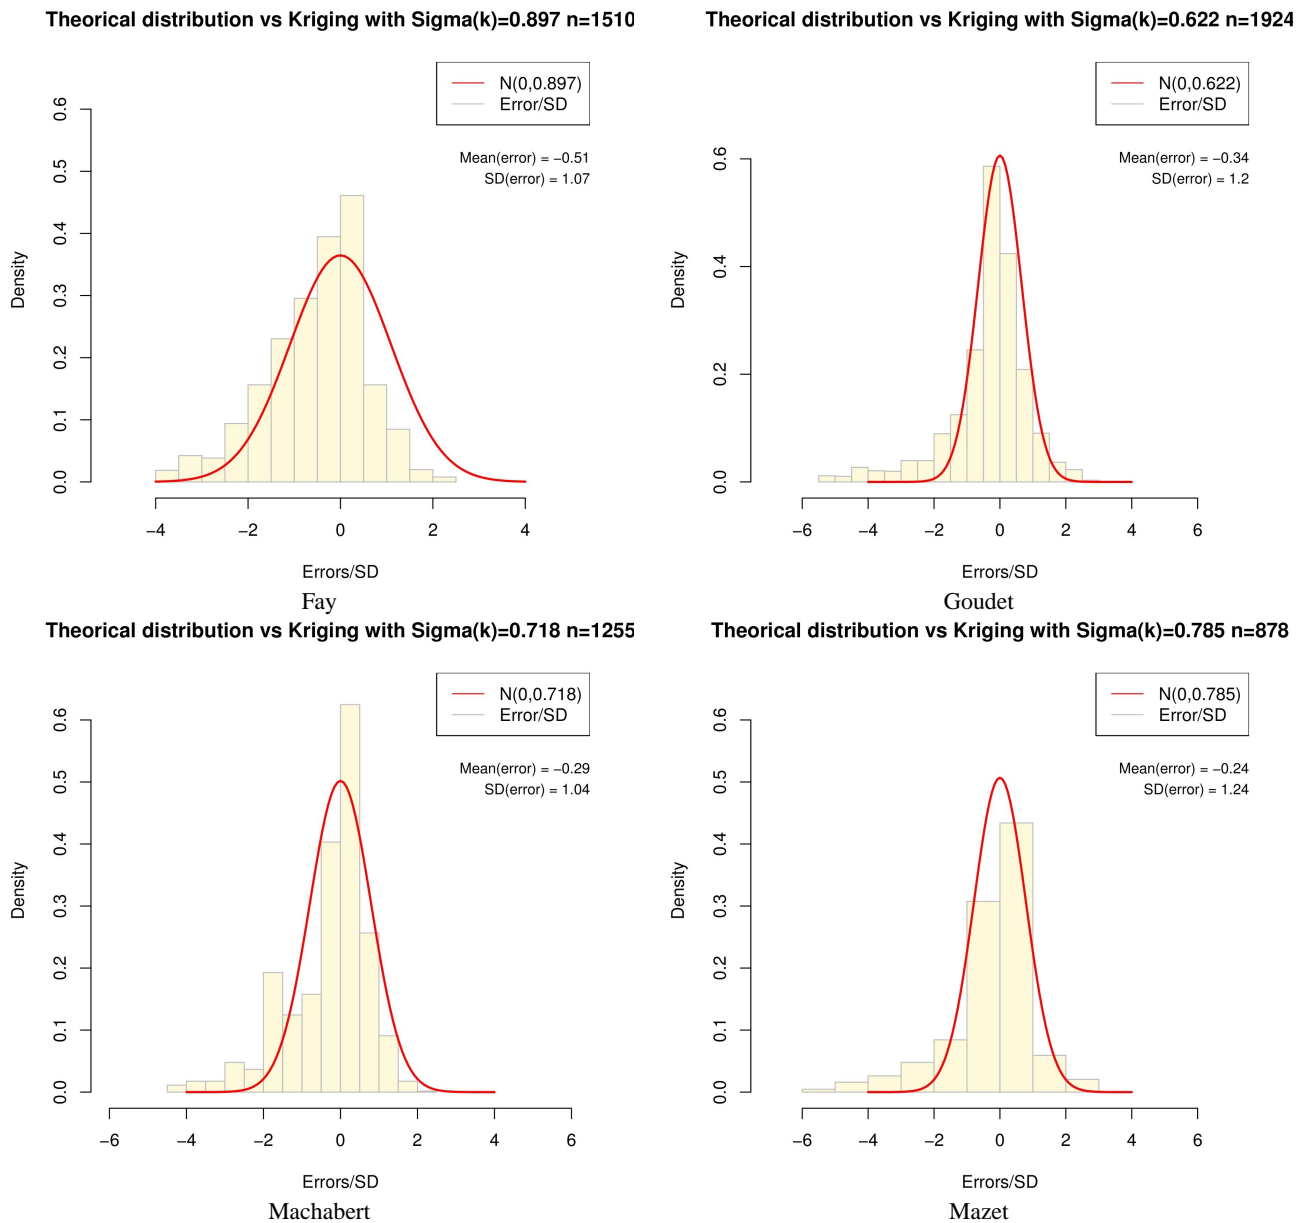 Theorical distribution vs Kriging with Sigma(k)=0.897 n=1510
N(0,0.897)
Error/SD
Mean(error) = −0.51
SD(error) = 1.07
Density
0.0 0.1 0.2 0.3 0.4 0.5 0.6
−4 −2 0 2 4
Errors/SD
Fay
Theorical distribution vs Kriging with Sigma(k)=0.622 n=1924
N(0,0.622)
Error/SD
Mean(error) = −0.34
SD(error) = 1.2
Density
0.0 0.2 0.4 0.6
−6 −4 −2 0 2 4 6
Errors/SD
Goudet
Theorical distribution vs Kriging with Sigma(k)=0.718 n=1255
N(0,0.718)
Error/SD
Mean(error) = −0.29
SD(error) = 1.04
Density
0.0 0.1 0.2 0.3 0.4 0.5 0.6
−6 −4 −2 0 2 4 6
Errors/SD
Machabert
Theorical distribution vs Kriging with Sigma(k)=0.785 n=878
N(0,0.785)
Error/SD
Mean(error) = −0.24
SD(error) = 1.24
Density
0.0 0.1 0.2 0.3 0.4 0.5 0.6
−6 −4 −2 0 2 4 6
Errors/SD
Mazet